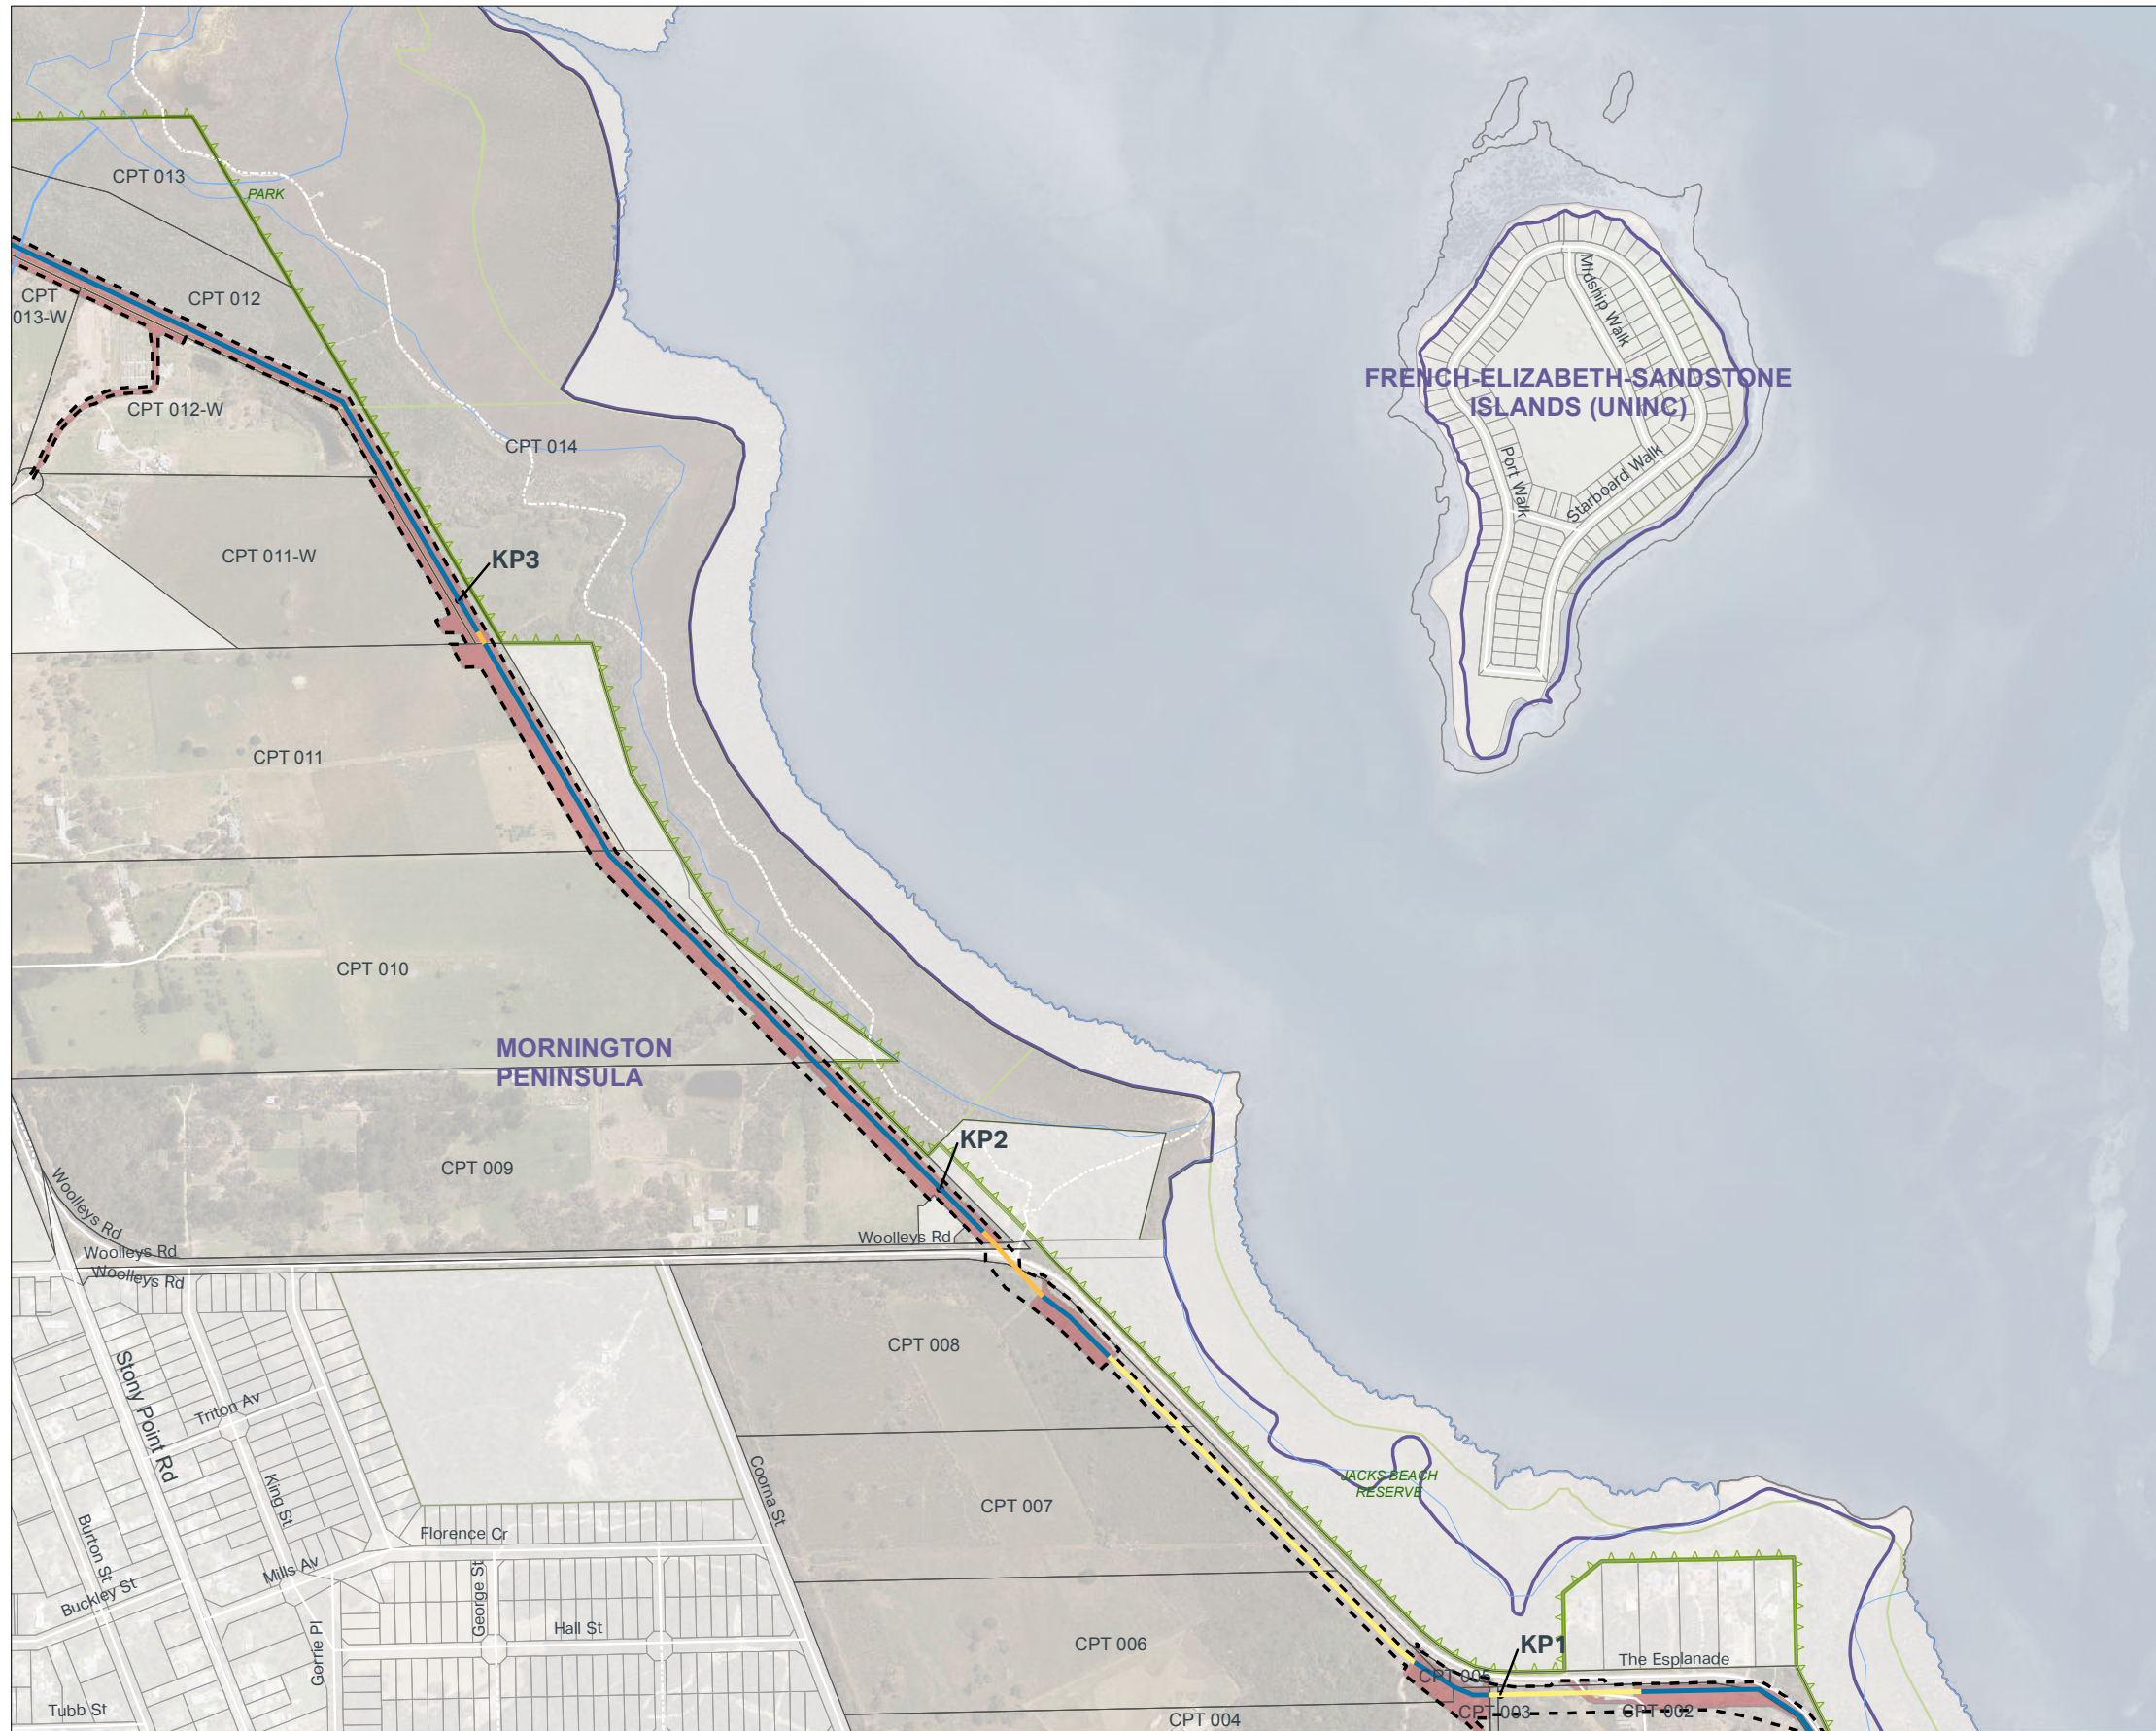 CPT 013
PARK
CPT
013-W
CPT 012
CPT 012-W
CPT 014
Midship Walk
FRENCH-ELIZABETH-SANDSTONE
ISLANDS (UNINC)
Port Walk
Starboard Walk
CPT 011-W
KP3
CPT 011
CPT 010
MORNINGTON
PENINSULA
CPT 009
KP2
Woolleys Rd
Woolleys Rd
Woolleys Rd
Woolleys Rd
CPT 008
Stony Point Rd
Triton Av
King St
Cooma St
JACKS BEACH
RESERVE
CPT 007
Burton St
Florence Cr
Mills Av
Buckley St
George St
Gorrie Pl
Hall St
CPT 006
KP1
The Esplanade
CPT 005
CPT 003
CPT 002
CPT 004
Tubb St